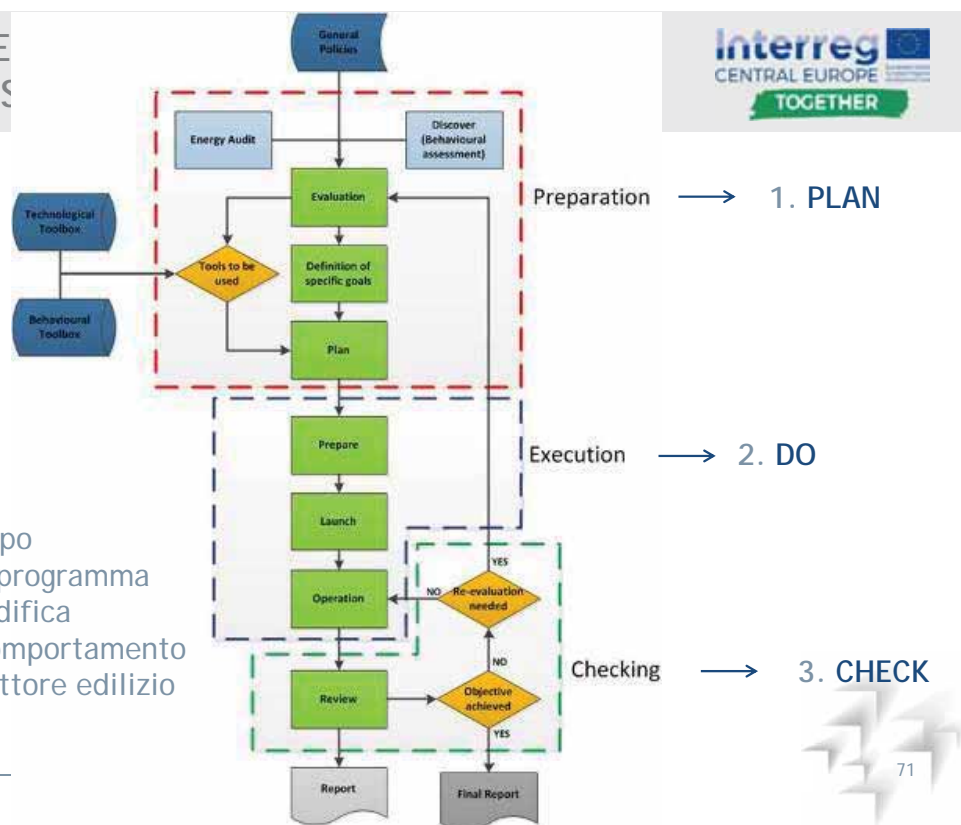 E
S
General
Policies
Interreg
CENTRAL EUROPE
TOGETHER
Energy Audit
Discover
(Behavioural
assessment)
Evaluation
Preparation
1. PLAN
Technological
Toolbox
Tools to be
used
Definition of
specific goals
Behavioural
Toolbox
Plan
Prepare
Execution
2. DO
Launch
po
programma
difica
omportamento
ttore edilizio
YES
Operation
NO
Re-evaluation
needed
NO
Checking
3. CHECK
Review
Objective
achieved
YES
71
Report
Final Report